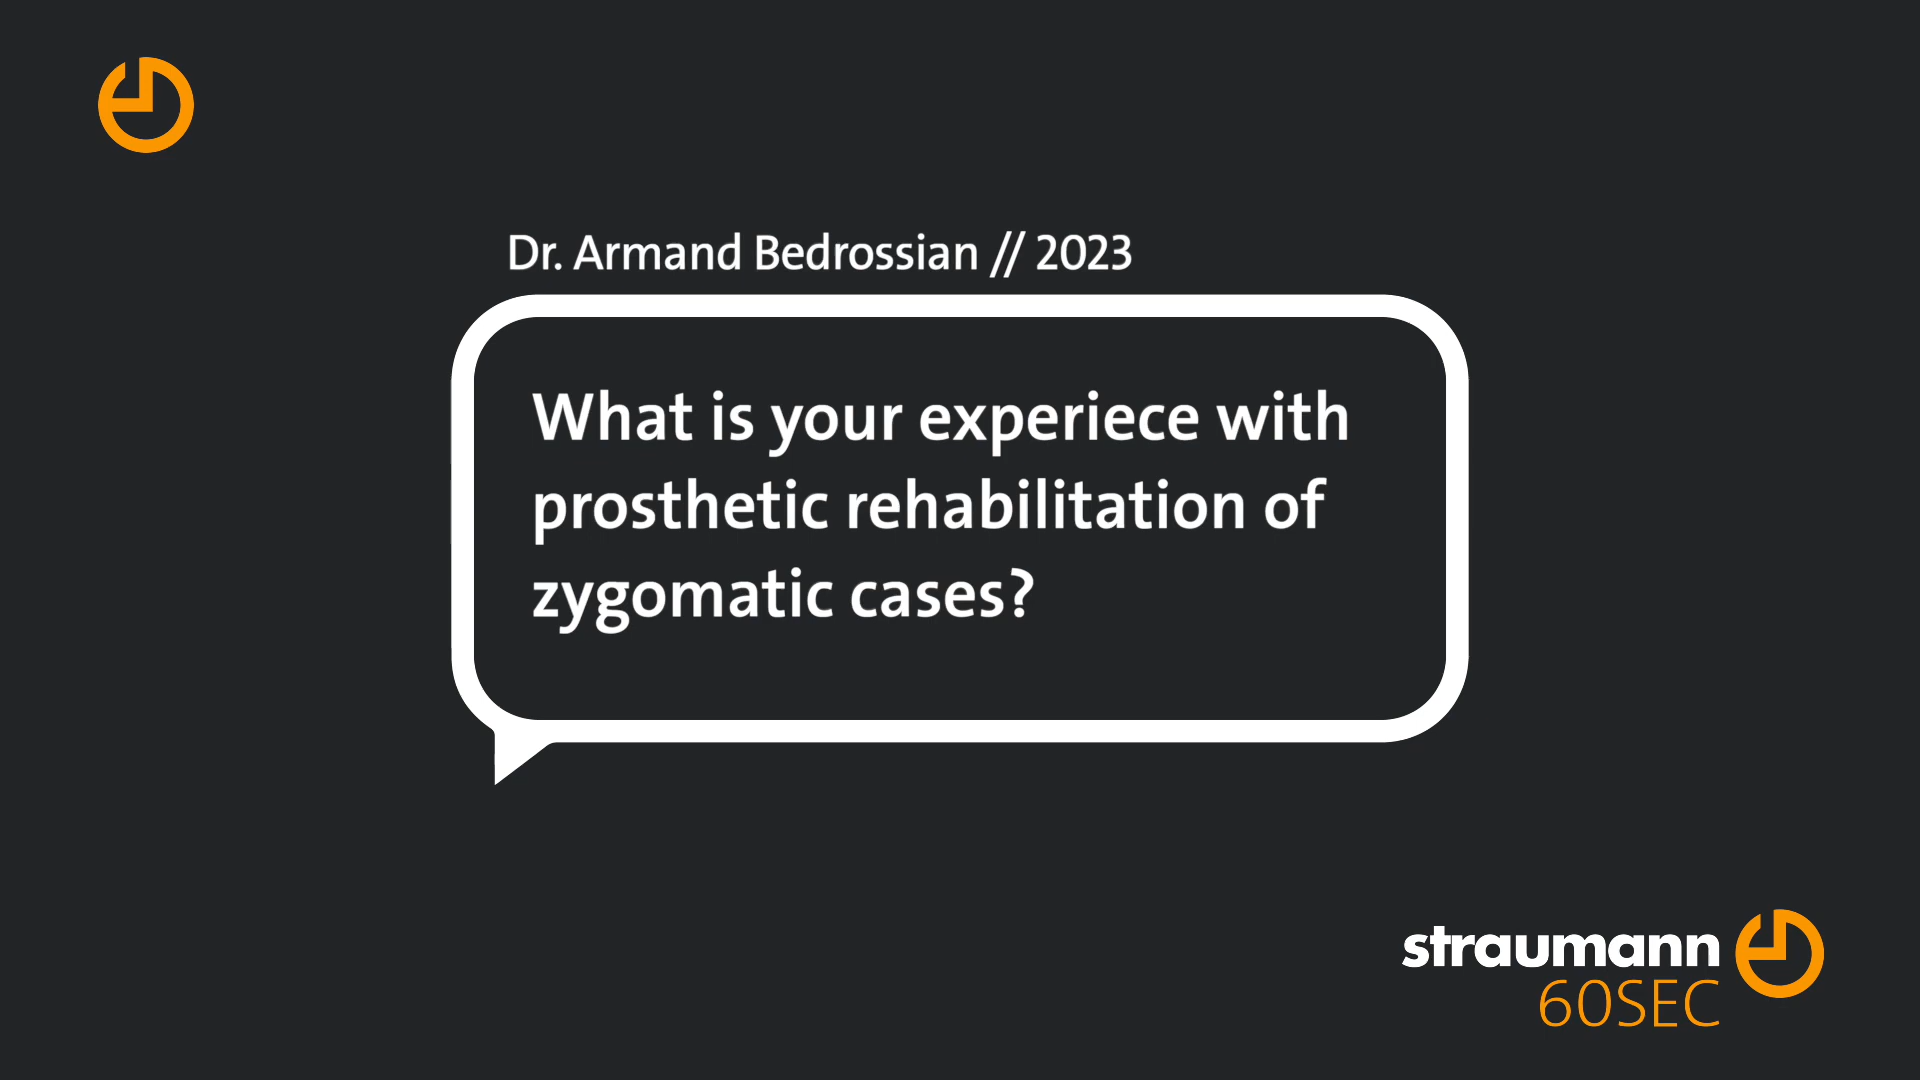 Dr. Armand Bedrossian // 2023
What is your experiece with
prosthetic rehabilitation of
zygomatic cases?
straumann
60SEC